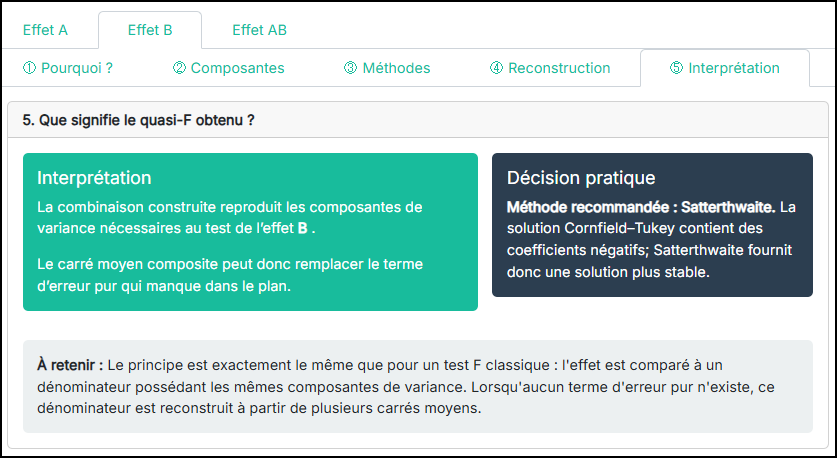 Effet A
Effet B
Effet AB
① Pourquoi ?
② Composantes
③ Méthodes
④ Reconstruction
⑤ Interprétation
5. Que signifie le quasi-F obtenu ?
Interprétation
La combinaison construite reproduit les composantes de
variance nécessaires au test de l'effet B .
Le carré moyen composite peut donc remplacer le terme
d'erreur pur qui manque dans le plan.
Décision pratique
Méthode recommandée : Satterthwaite. La
solution Cornfield–Tukey contient des
coefficients négatifs; Satterthwaite fournit
donc une solution plus stable.
À retenir : Le principe est exactement le même que pour un test F classique : l'effet est comparé à un
dénominateur possédant les mêmes composantes de variance. Lorsqu'aucun terme d'erreur pur n'existe, ce
dénominateur est reconstruit à partir de plusieurs carrés moyens.